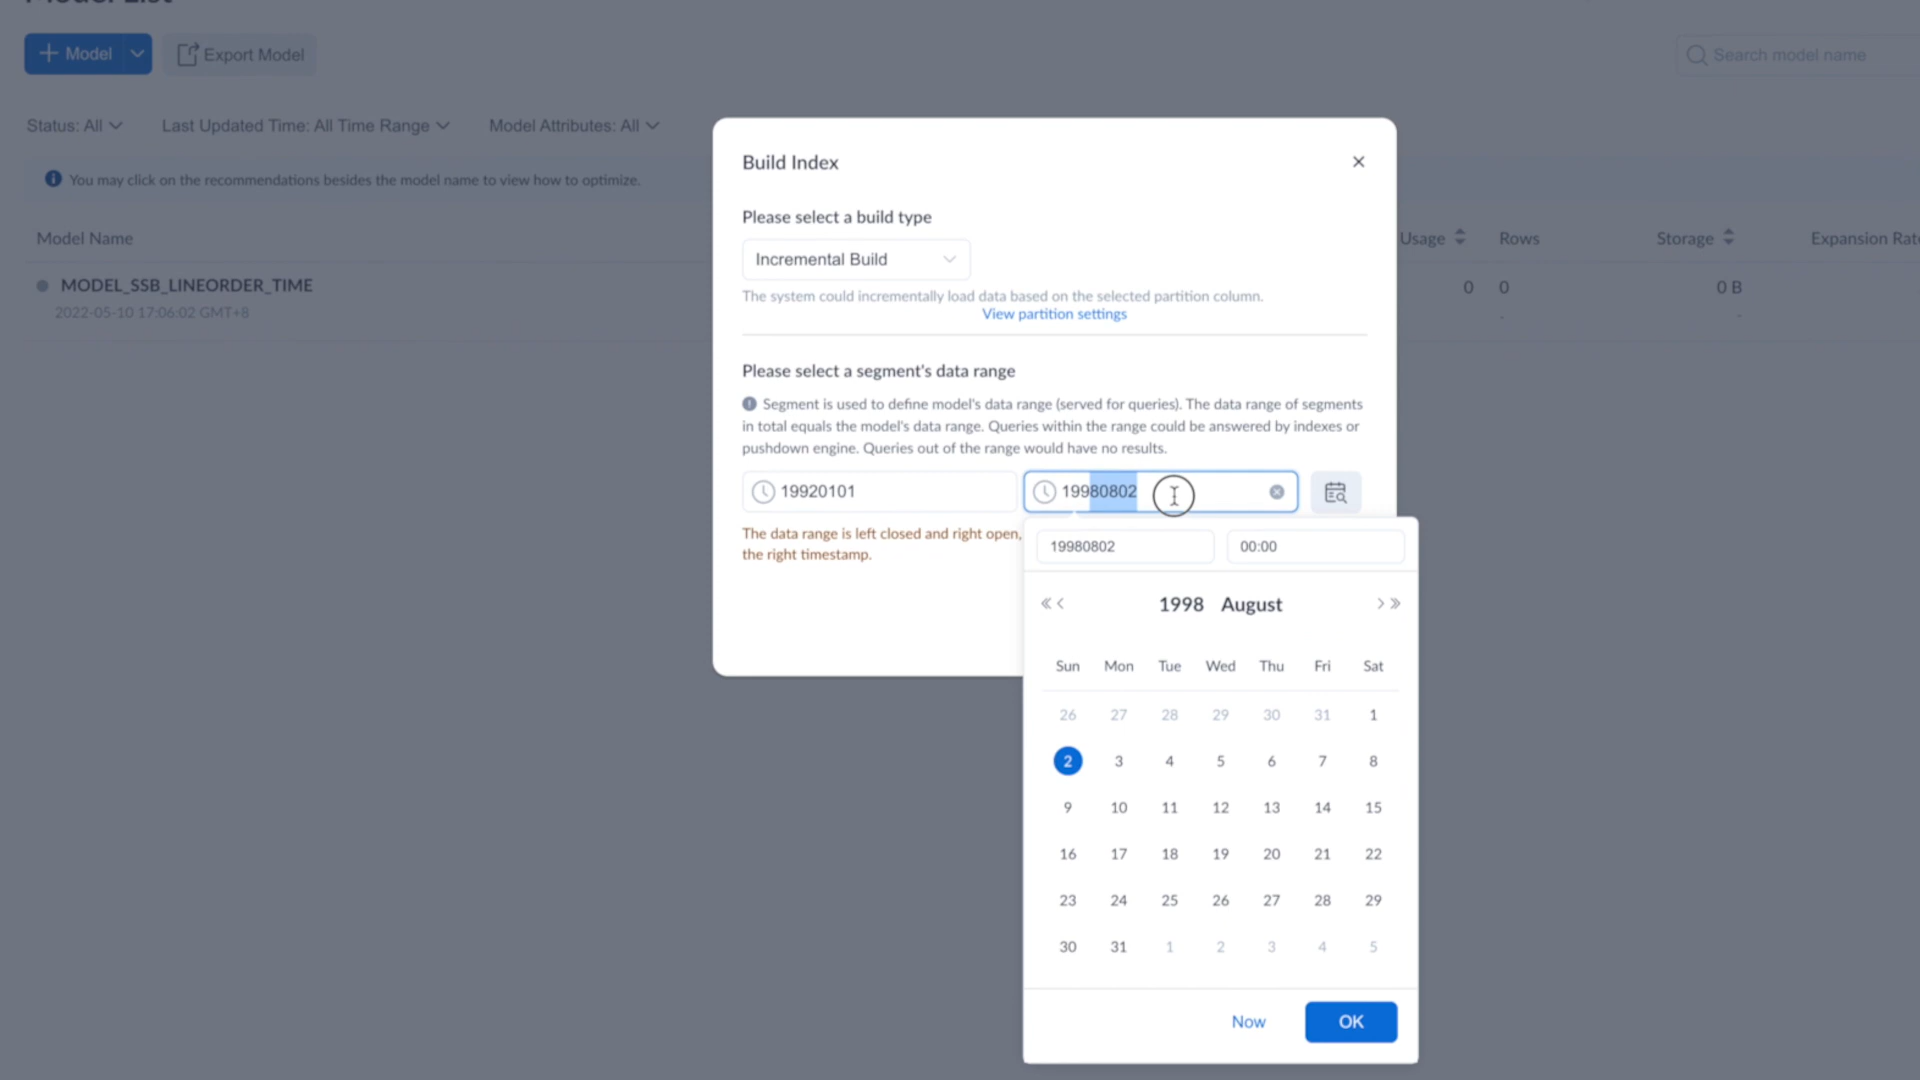 Model
Export Model
Search model name
Status: All
Last Updated Time: All Time Range
Model Attributes: All
You may click on the recommendations besides the model name to view how to optimize.
Model Name
Usage
Rows
Storage
Expansion Rate
MODEL_SSB_LINEORDER_TIME
0
0
0 B
2022-05-10 17:06:02 GMT+8
Build Index
Please select a build type
Incremental Build
The system could incrementally load data based on the selected partition column.
View partition settings
Please select a segment's data range
Segment is used to define model's data range (served for queries). The data range of segments
in total equals the model's data range. Queries within the range could be answered by indexes or
pushdown engine. Queries out of the range would have no results.
19920101
19980802
The data range is left closed and right open,
the right timestamp.
19980802
00:00
1998 August
Sun Mon Tue Wed Thu Fri Sat
26 27 28 29 30 31 1
2 3 4 5 6 7 8
9 10 11 12 13 14 15
16 17 18 19 20 21 22
23 24 25 26 27 28 29
30 31 1 2 3 4 5
Now
OK